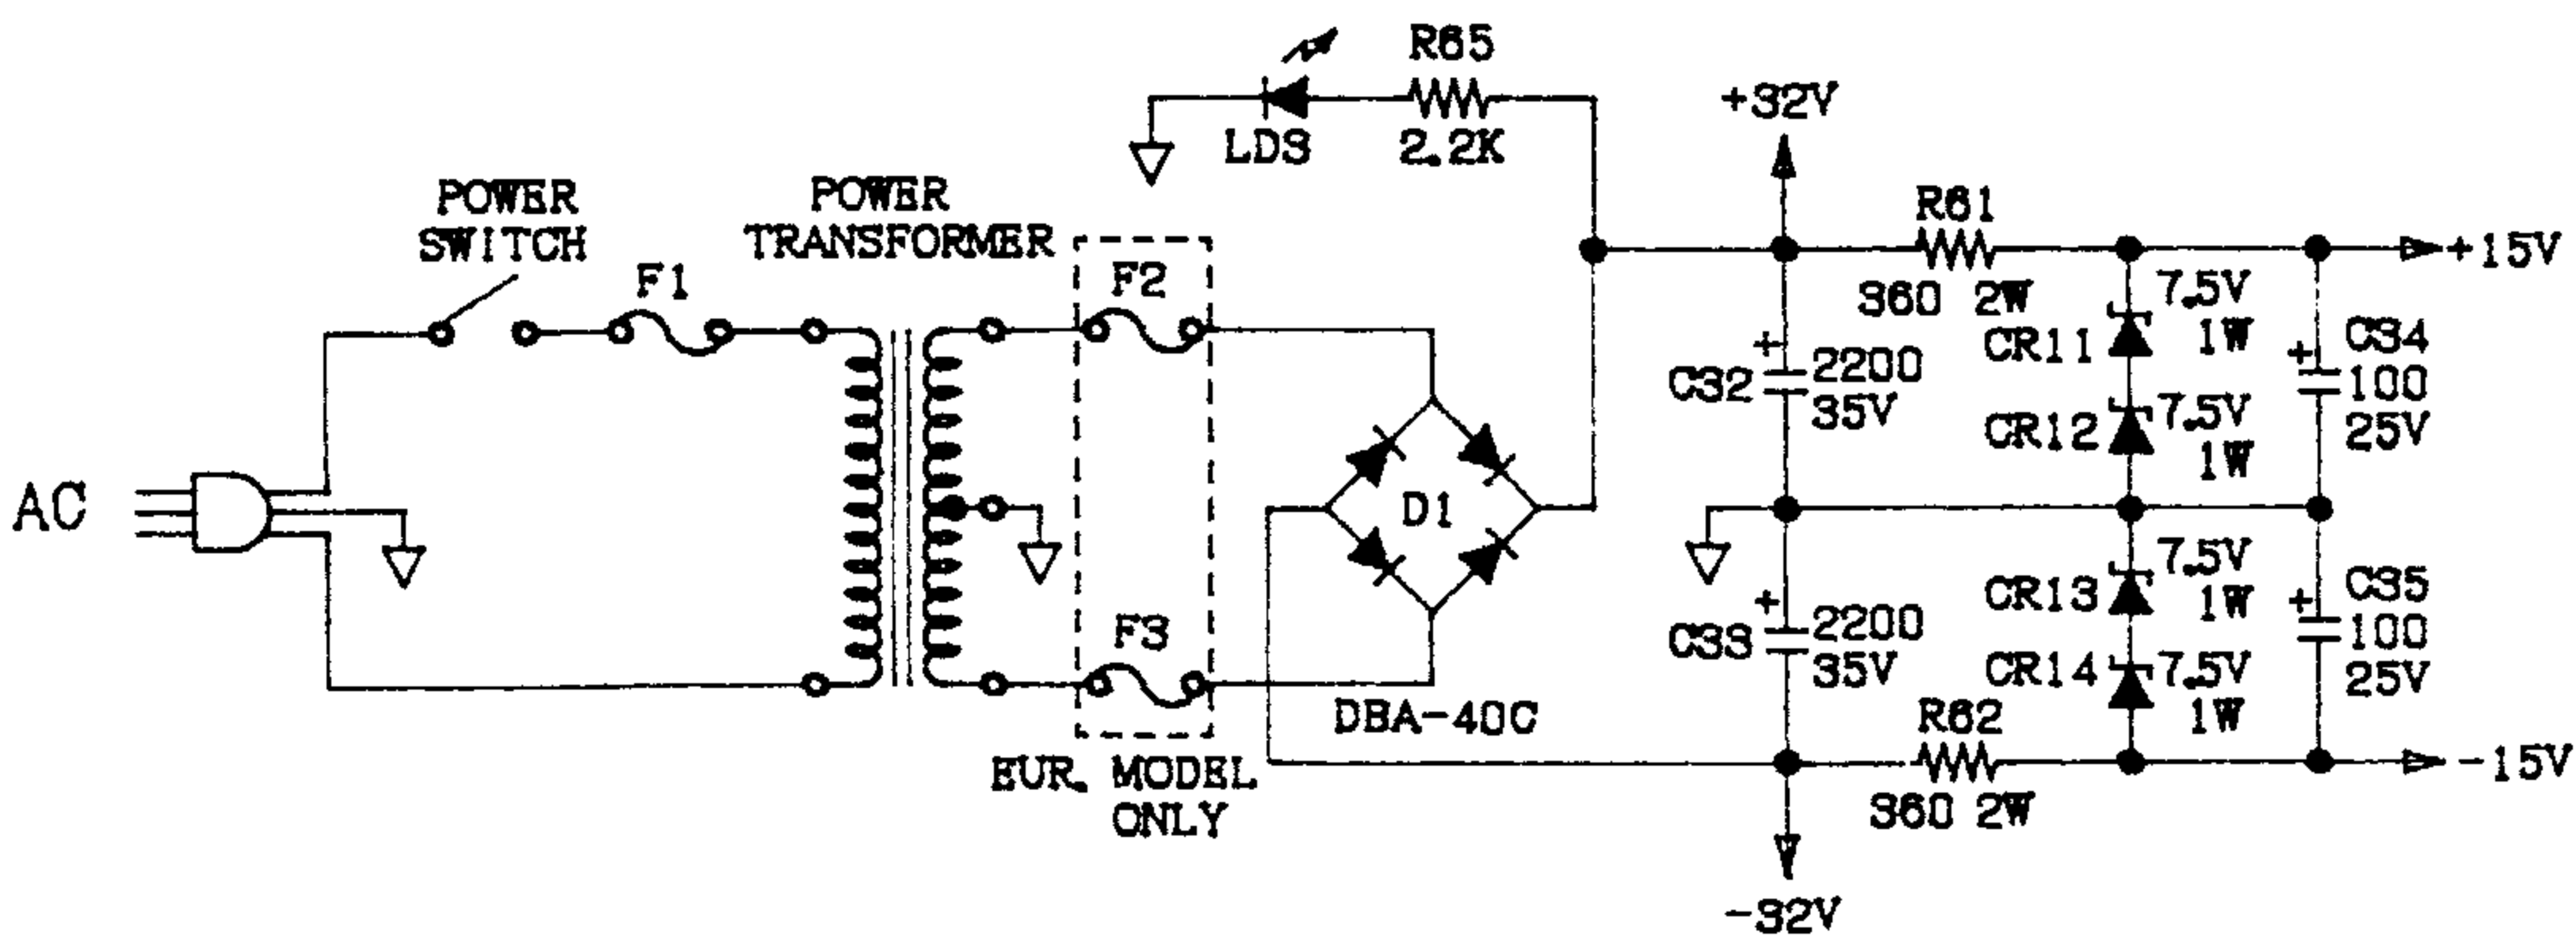 R65
LD3
2.2K
+32V
POWER
SWITCH
POWER
TRANSFORMER
R61
+15V
F1
F2
360 2W
7.5V
1W
CR11
C34
100
25V
2200
35V
C32
7.5V
1W
CR12
AC
D1
7.5V
1W
CR13
C35
100
25V
F3
2200
35V
C33
7.5V
1W
CR14
DBA-40C
R62
-15V
EUR. MODEL
ONLY
360 2W
-32V
+
+
+
+